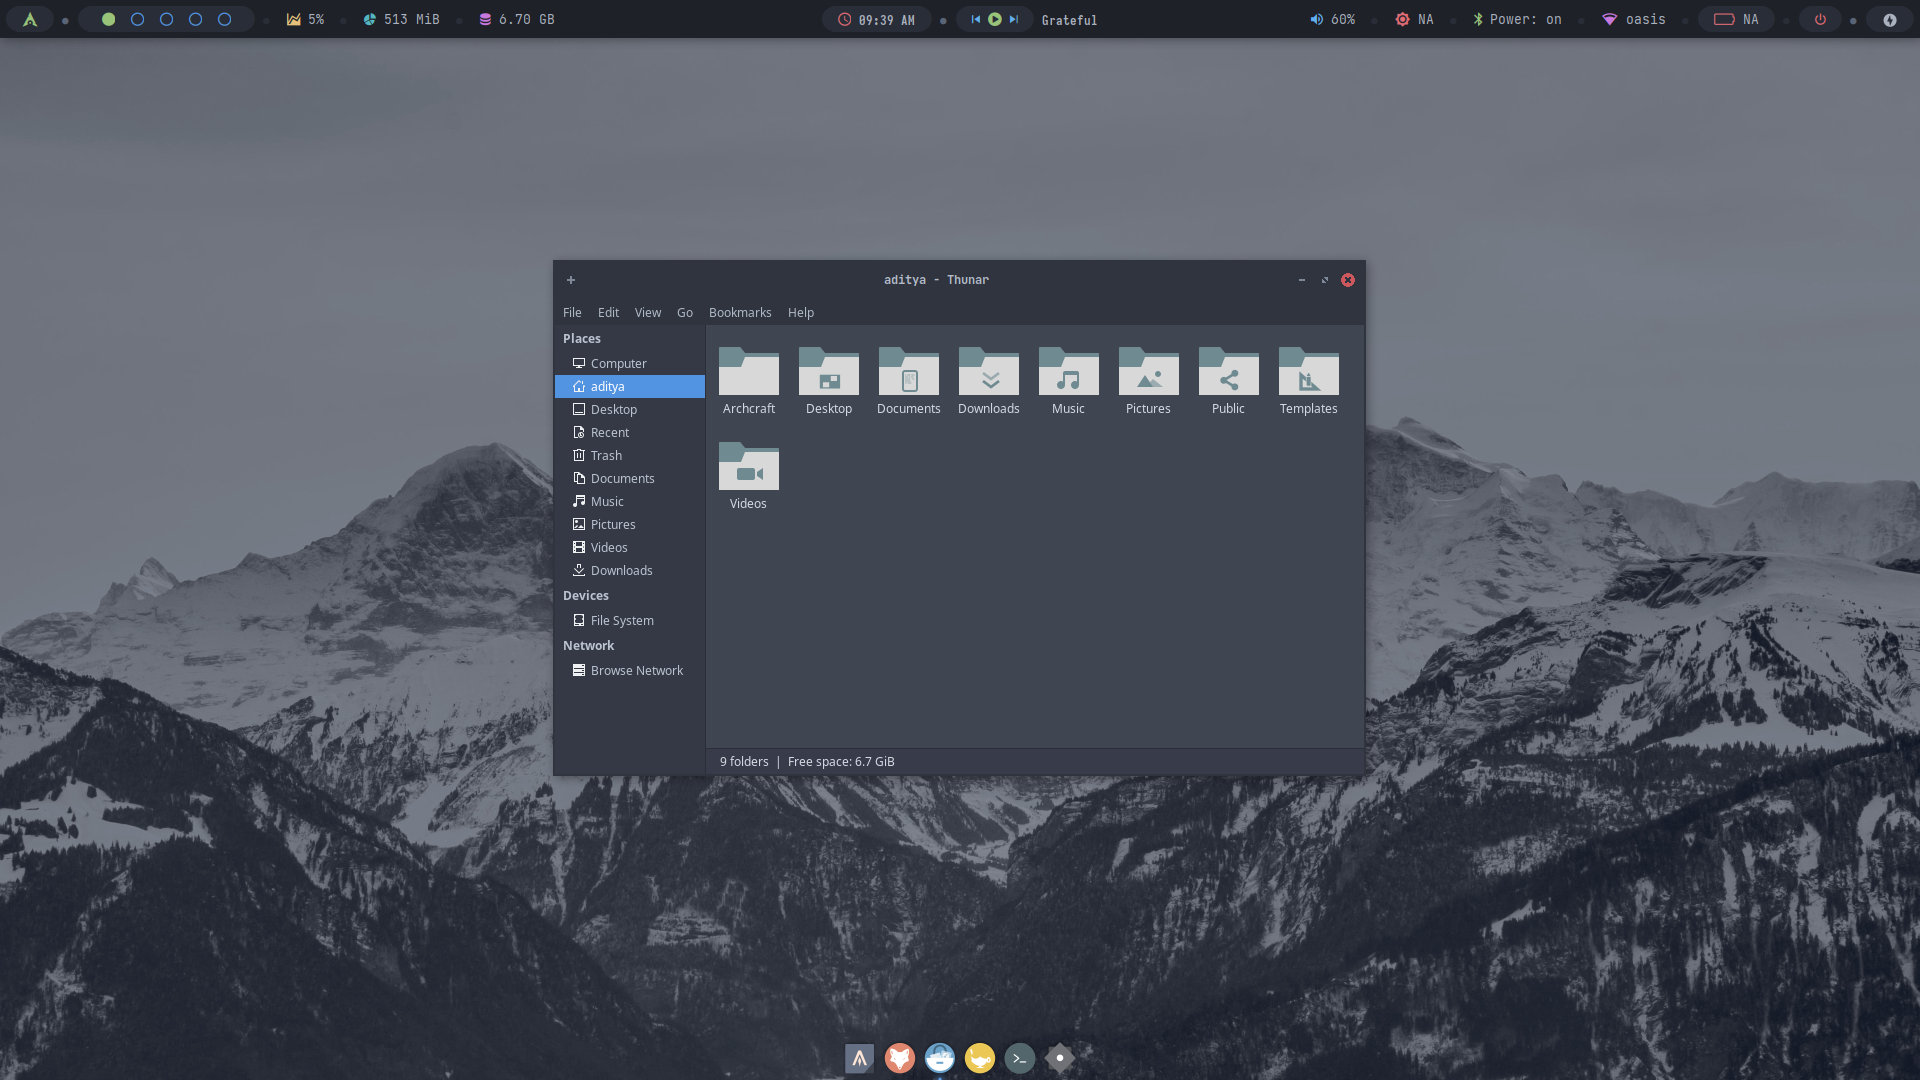 5% 513 MiB 6.70 GB 09:39 AM Grateful 60% NA Power: on oasis NA
aditya - Thunar
File Edit View Go Bookmarks Help
Places
Computer
aditya
Desktop
Recent
Trash
Documents
Music
Pictures
Videos
Downloads
Devices
File System
Network
Browse Network
Archcraft Desktop Documents Downloads Music Pictures Public Templates
Videos
9 folders | Free space: 6.7 GiB